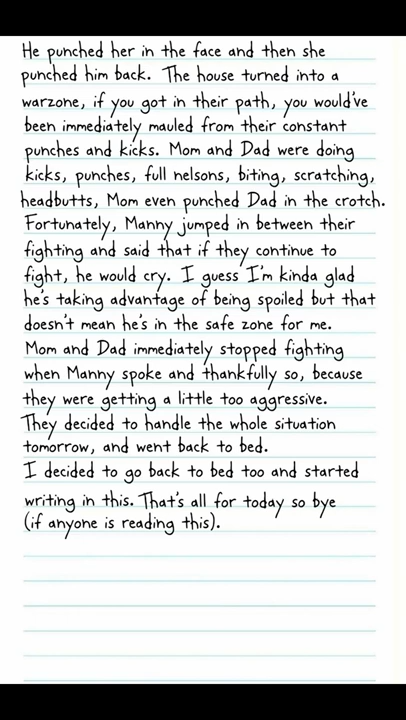 He punched her in the face and then she
punched him back. The house turned into a
warzone, if you got in their path, you would've
been immediately mauled from their constant
punches and kicks. Mom and Dad were doing
kicks, punches, full nelsons, biting, scratching,
headbutts, Mom even punched Dad in the crotch.
Fortunately, Manny jumped in between their
fighting and said that if they continue to
fight, he would cry. I guess I'm kinda glad
he's taking advantage of being spoiled but that
doesn't mean he's in the safe zone for me.
Mom and Dad immediately stopped fighting
when Manny spoke and thankfully so, because
they were getting a little too aggressive.
They decided to handle the whole situation
tomorrow, and went back to bed.
I decided to go back to bed too and started
writing in this. That's all for today so bye
(if anyone is reading this).